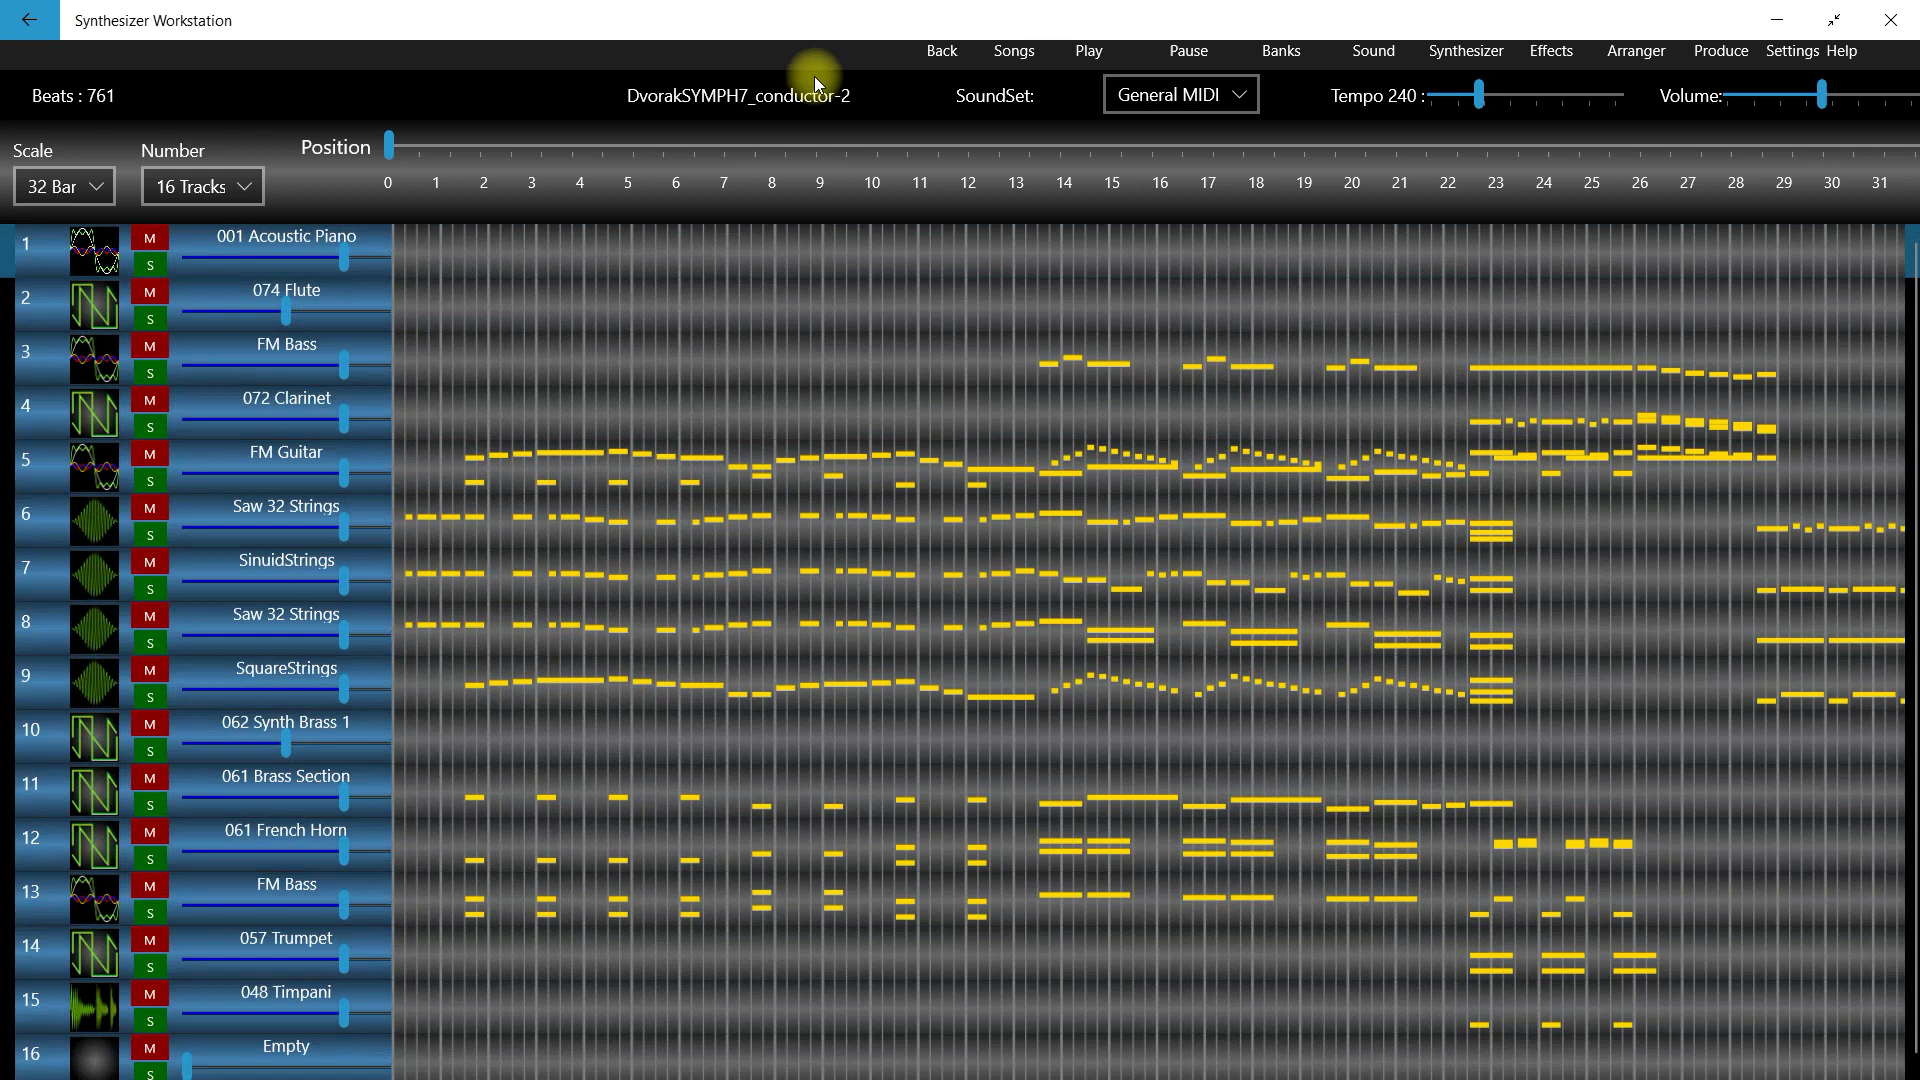 Synthesizer Workstation
Back Songs Play Pause Banks Sound Synthesizer Effects Arranger Produce Settings Help
Beats : 761 DvorakSYMPH7_conductor-2 SoundSet: General MIDI Tempo 240 : Volume:
Scale Number Position
32 Bar 16 Tracks 0 1 2 3 4 5 6 7 8 9 10 11 12 13 14 15 16 17 18 19 20 21 22 23 24 25 26 27 28 29 30 31
1 M S 001 Acoustic Piano
2 M S 074 Flute
3 M S FM Bass
4 M S 072 Clarinet
5 M S FM Guitar
6 M S Saw 32 Strings
7 M S SinuidStrings
8 M S Saw 32 Strings
9 M S SquareStrings
10 M S 062 Synth Brass 1
11 M S 061 Brass Section
12 M S 061 French Horn
13 M S FM Bass
14 M S 057 Trumpet
15 M S 048 Timpani
16 M S Empty